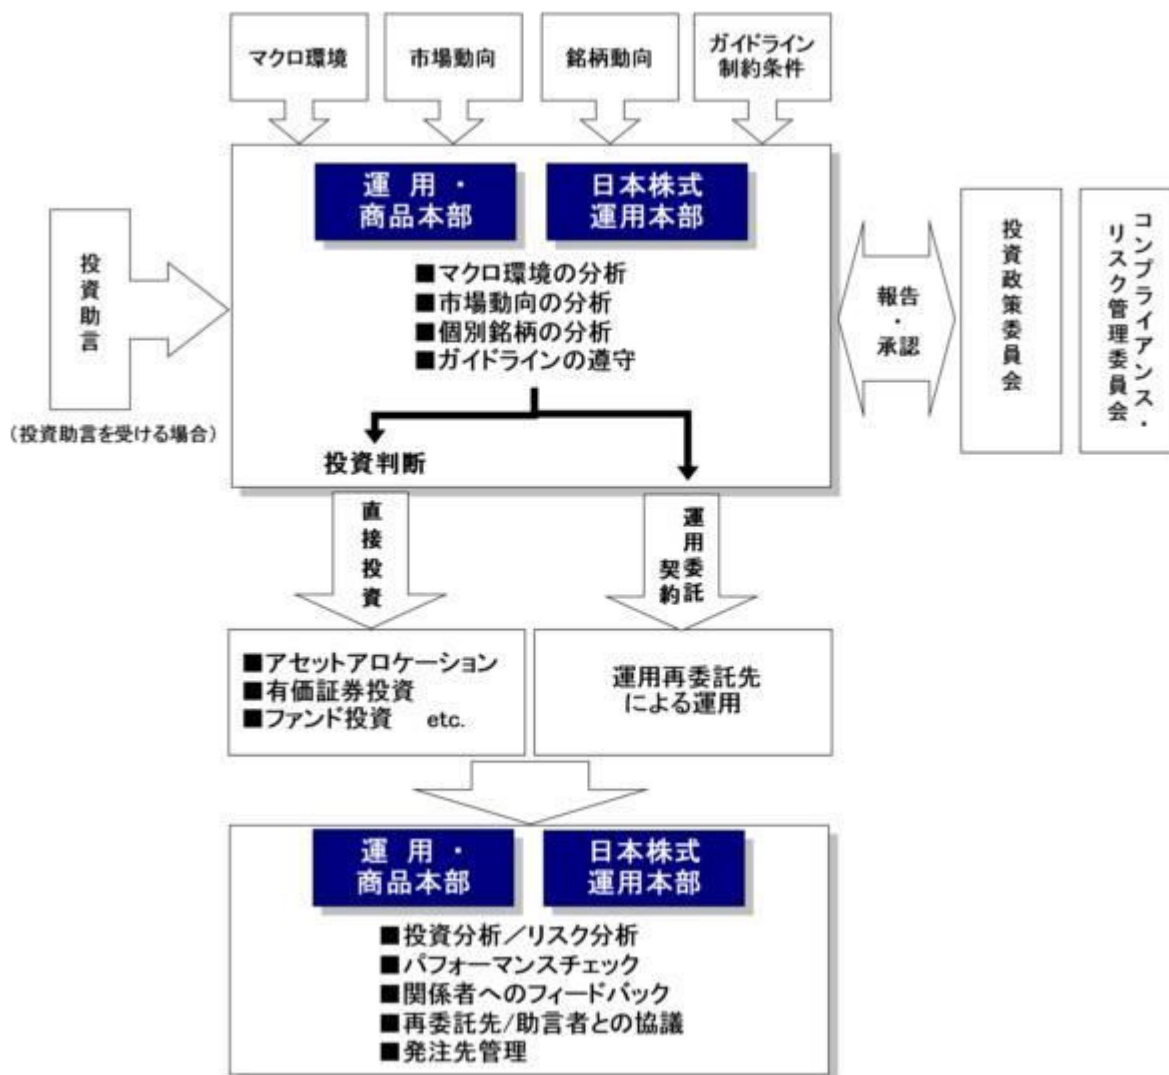 マクロ環境
市場動向
銘柄動向
ガイドライン
制約条件
運 用 ・
商品本部
日本株式
運用本部
■マクロ環境の分析
■市場動向の分析
■個別銘柄の分析
■ガイドラインの遵守
投資助言
(投資助言を受ける場合)
報告
・
承認
投資政策委員会
コンプライアンス・
リスク管理委員会
投資判断
直接投資
運用委託
契約
■アセットアロケーション
■有価証券投資
■ファンド投資 etc.
運用再委託先
による運用
運 用 ・
商品本部
日本株式
運用本部
■投資分析／リスク分析
■パフォーマンスチェック
■関係者へのフィードバック
■再委託先/助言者との協議
■発注先管理